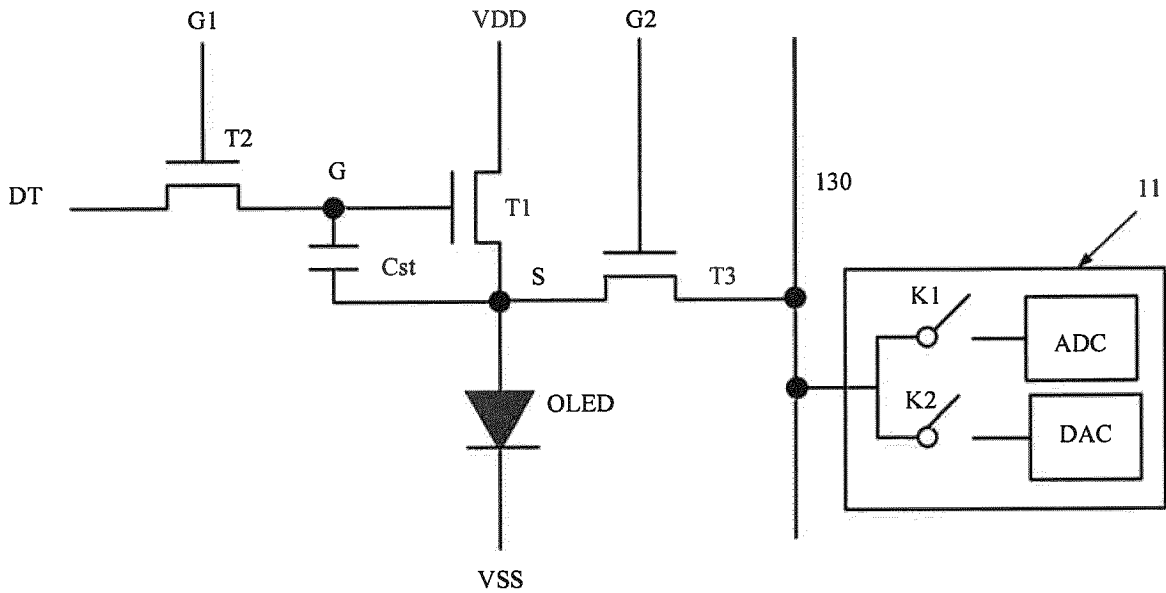 G1
VDD
G2
T2
DT
G
T1
130
11
Cst
S
T3
K1
ADC
OLED
K2
DAC
VSS